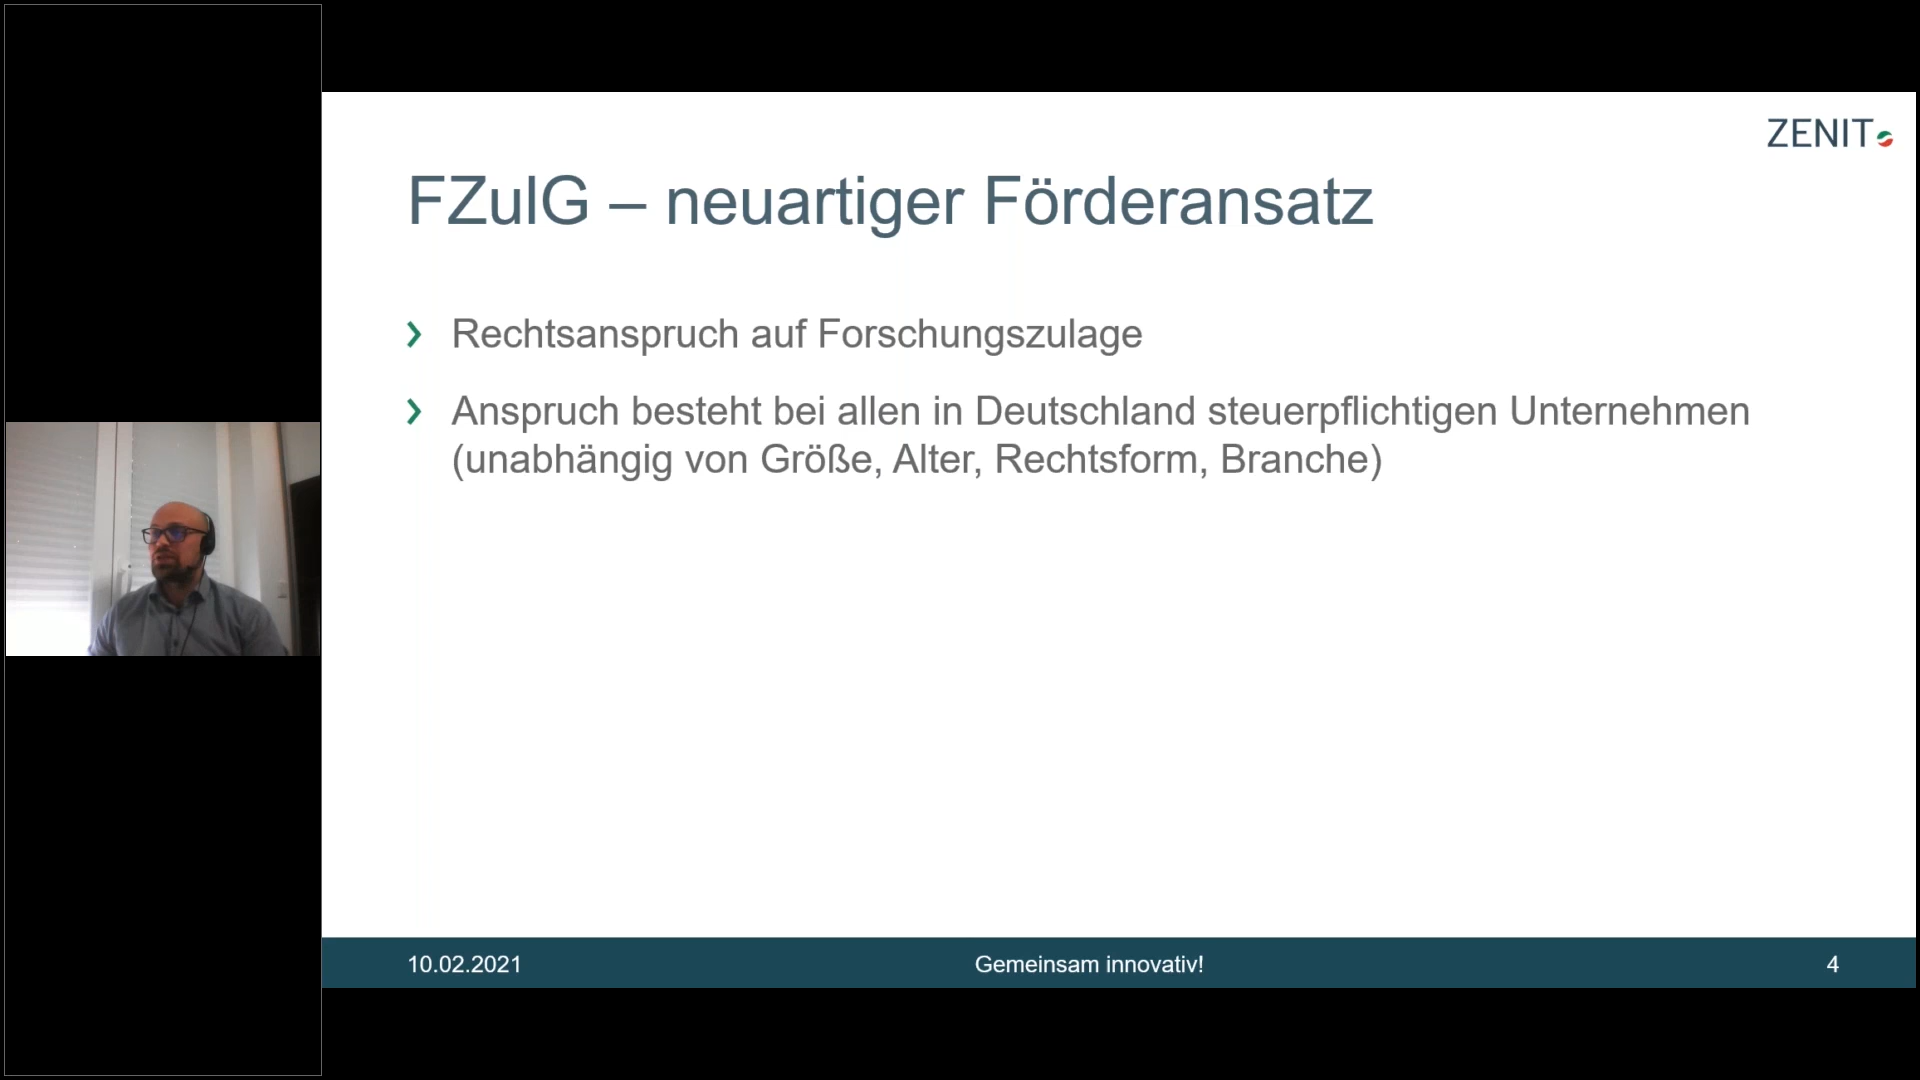 ZENIT
FZulG – neuartiger Förderansatz
Rechtsanspruch auf Forschungszulage
Anspruch besteht bei allen in Deutschland steuerpflichtigen Unternehmen
(unabhängig von Größe, Alter, Rechtsform, Branche)
10.02.2021
Gemeinsam innovativ!
4